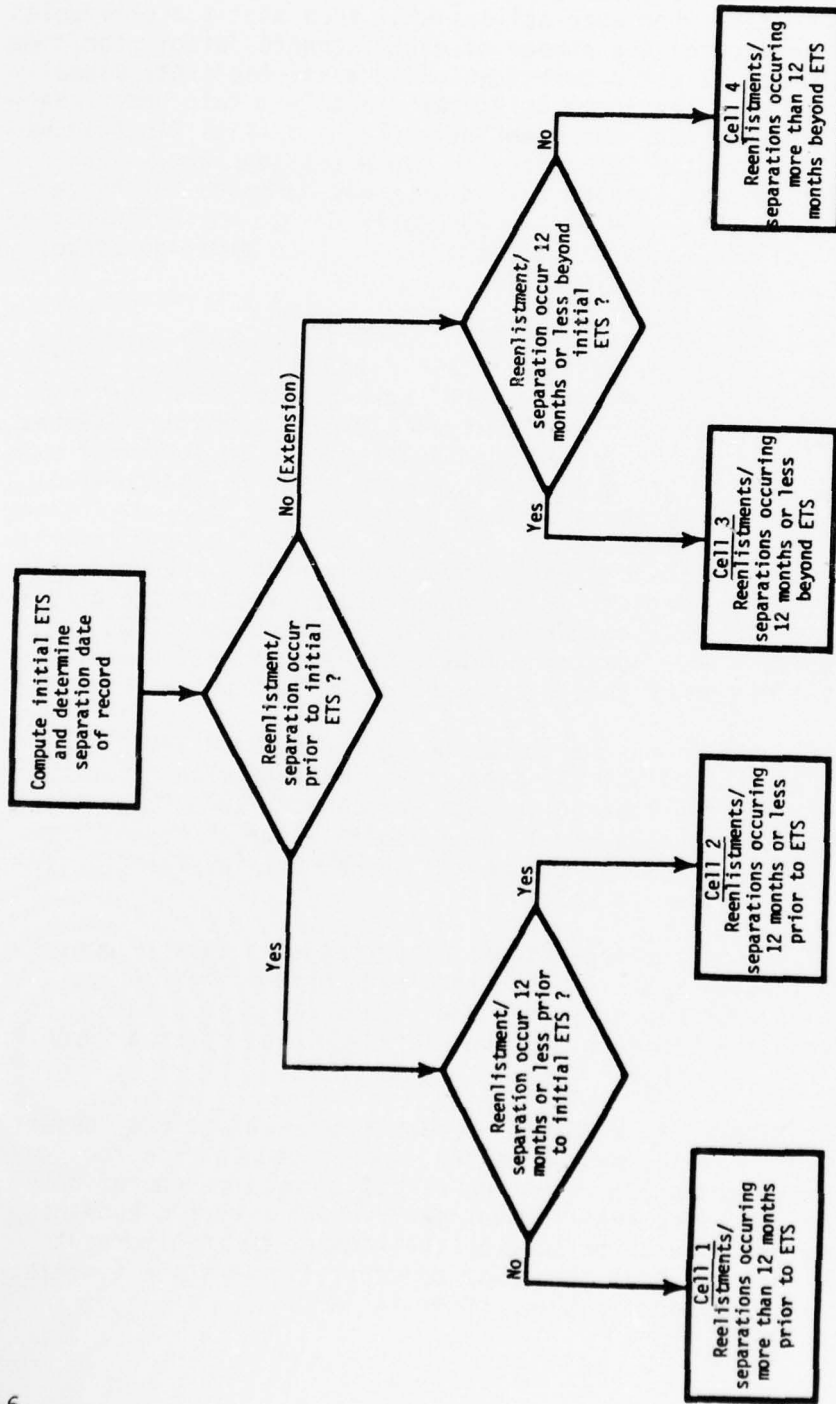 Compute initial ETS
and determine
separation date
of record
Reenlistment/
separation occur
prior to initial
ETS ?
Yes
No (Extension)
Reenlistment/
separation occur 12
months or less prior
to initial ETS ?
No
Yes
Reenlistment/
separation occur 12
months or less beyond
initial
ETS ?
Yes
No
Cell 1
Reelistments/
separations occuring
more than 12 months
prior to ETS
Cell 2
Reenlistments/
separations occuring
12 months or less
prior to ETS
Cell 3
Reenlistments/
separations occuring
12 months or less
beyond ETS
Cell 4
Reenlistments/
separations occuring
more than 12
months beyond ETS
6